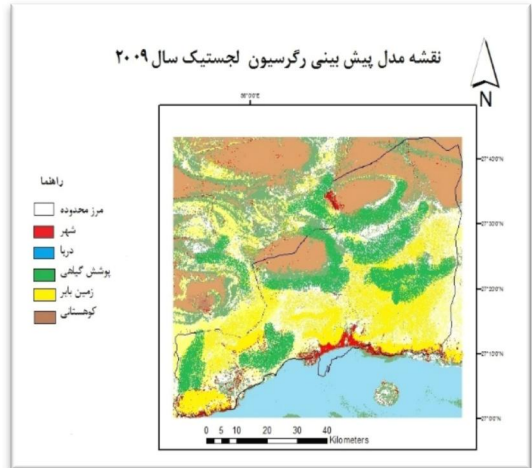 نقشه مدل پیش بینی رگرسیون لجستیک سال ۲۰۰۹
N
راهنما
مرز محدوده
شهر
دریا
پوشش گیاهی
زمین بایر
کوهستانی
0 5 10 20 30 40
Kilometers